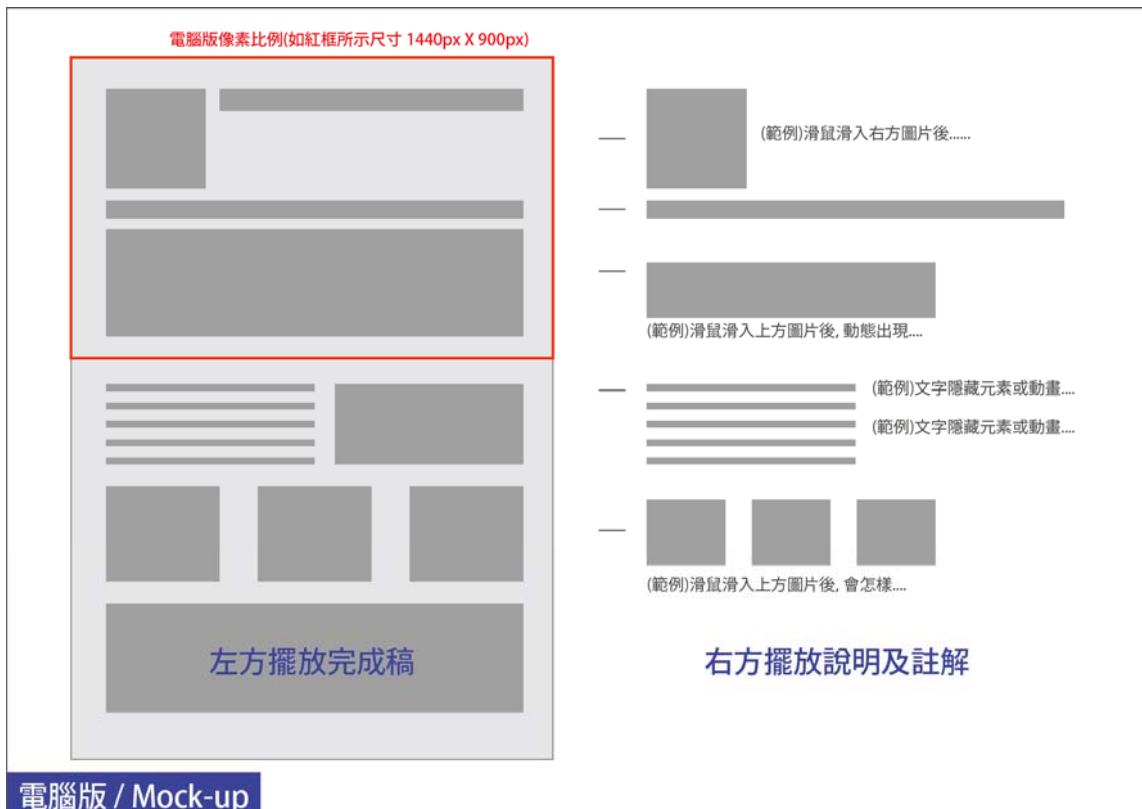 電腦版像素比例(如紅框所示尺寸 1440px X 900px)
(範例)滑鼠滑入右方圖片後......
(範例)滑鼠滑入上方圖片後, 動態出現....
(範例)文字隱藏元素或動畫....
(範例)文字隱藏元素或動畫....
(範例)滑鼠滑入上方圖片後, 會怎樣....
左方擺放完成稿
右方擺放說明及註解
電腦版 / Mock-up